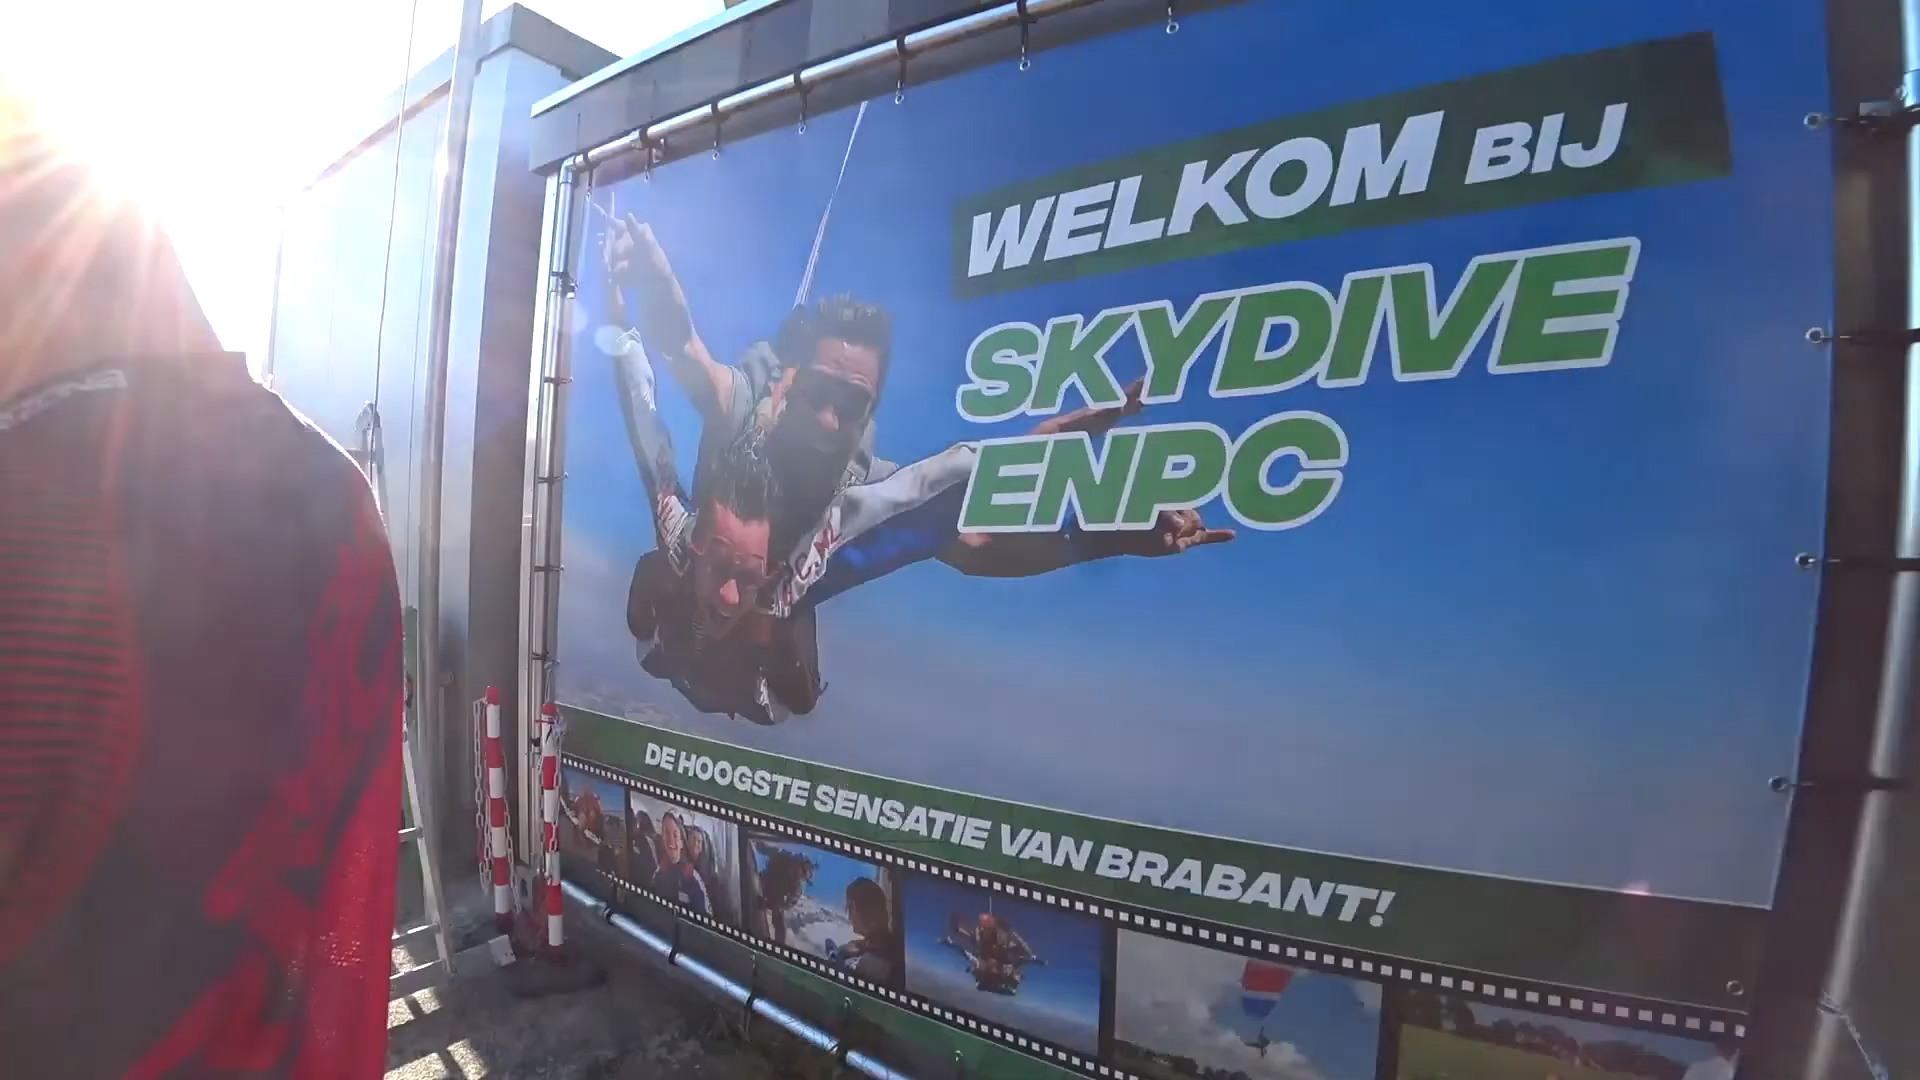 WELKOM BIJ
SKYDIVE
ENPC
DE HOOGSTE SENSATIE VAN BRABANT!